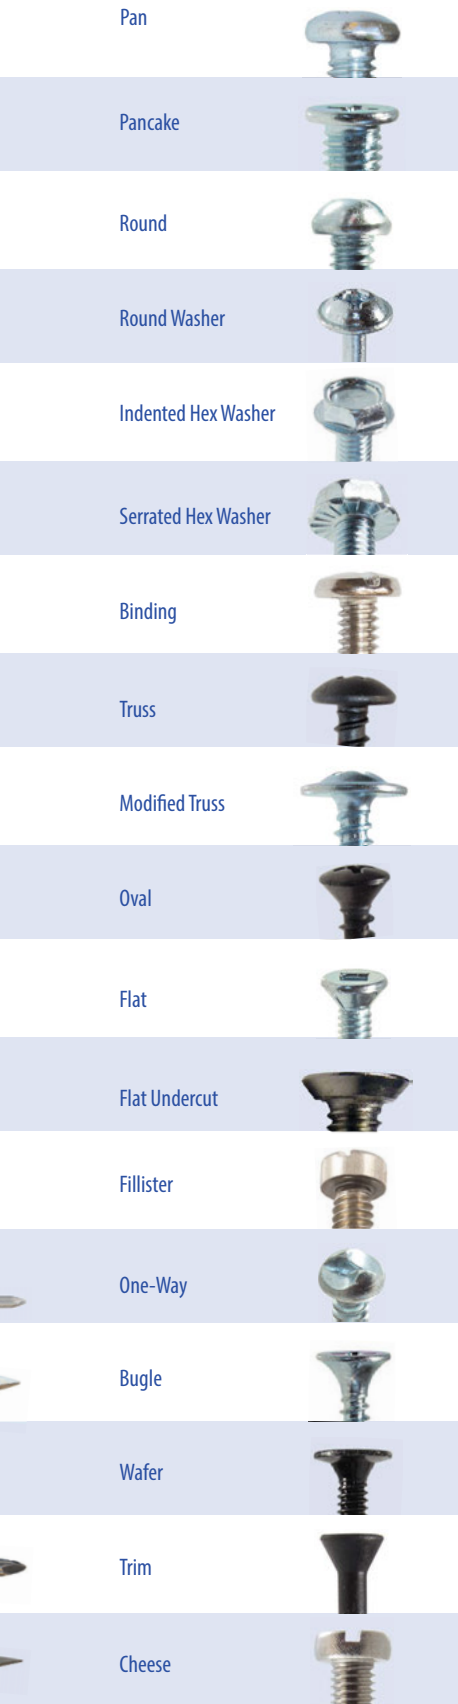 Pan
Pancake
Round
Round Washer
Indented Hex Washer
Serrated Hex Washer
Binding
Truss
Modified Truss
Oval
Flat
Flat Undercut
Fillister
One-Way
Bugle
Wafer
Trim
Cheese